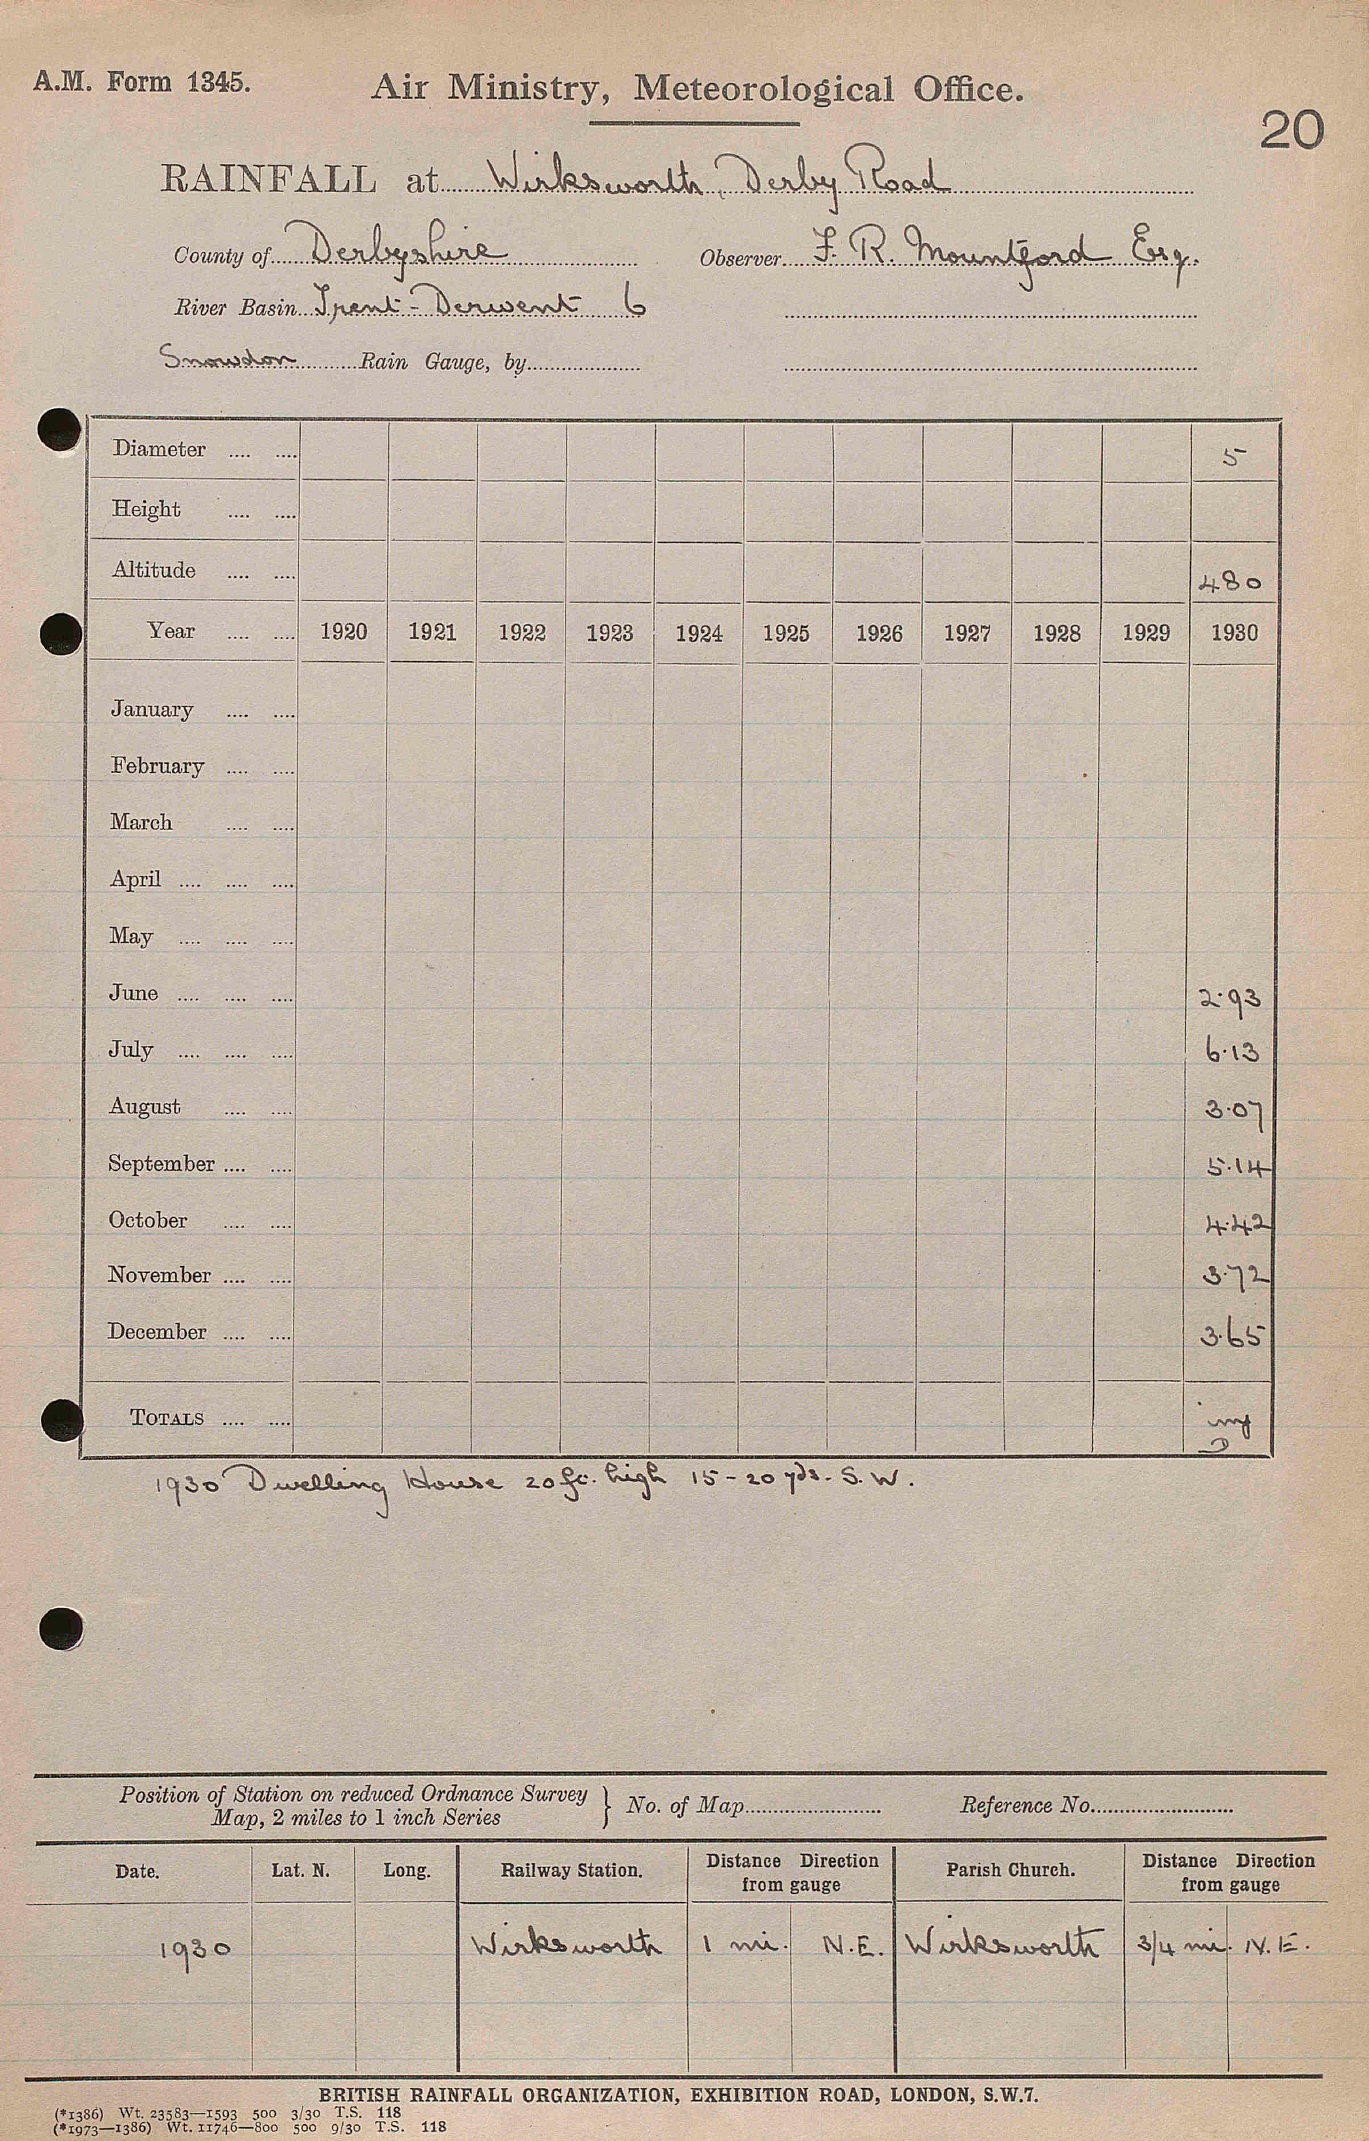 A.M. Form 1345.
Air Ministry, Meteorological Office.
20
RAINFALL at Wirksworth, Derby Road
County of Derbyshire Observer F. R. Mountford Esq.
River Basin Trent - Derwent 6
Snowdon Rain Gauge, by
Diameter .... .... 5
Height .... ....
Altitude .... .... 480
Year .... .... 1920 1921 1922 1923 1924 1925 1926 1927 1928 1929 1930
January .... ....
February .... ....
March .... ....
April .... .... ....
May .... .... ....
June .... .... .... 2.93
July .... .... .... 6.13
August .... .... 3.07
September .... .... 5.14
October .... .... 4.42
November .... .... 3.72
December .... .... 3.65
TOTALS .... ....
D
1930 Dwelling House 20 ft. high 15-20 yds. S.W.
Position of Station on reduced Ordnance Survey
Map, 2 miles to 1 inch Series } No. of Map Reference No.
Date. Lat. N. Long. Railway Station. Distance Direction from gauge Parish Church. Distance Direction from gauge
1930 Wirksworth 1 mi. N.E. Wirksworth 3/4 mi. N.E.
BRITISH RAINFALL ORGANIZATION, EXHIBITION ROAD, LONDON, S.W.7.
(*1386) Wt. 23583—1593 500 3/30 T.S. 118
(*1973—1386) Wt. 11746—800 500 9/30 T.S. 118